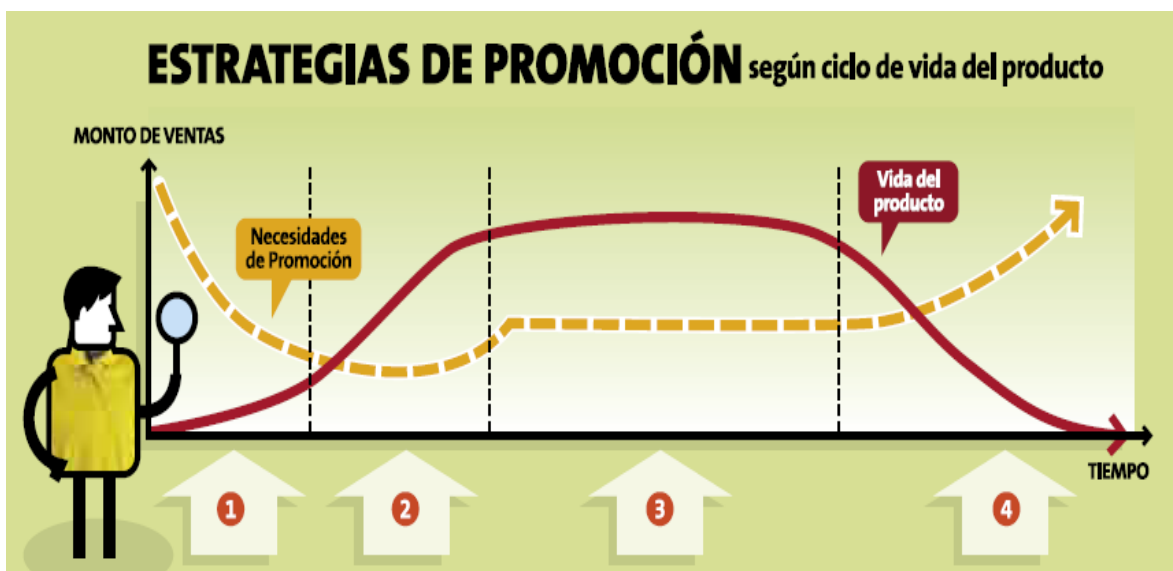 ESTRATEGIAS DE PROMOCIÓN según ciclo de vida del producto
MONTO DE VENTAS
Vida del
producto
Necesidades
de Promoción
TIEMPO
1
2
3
4